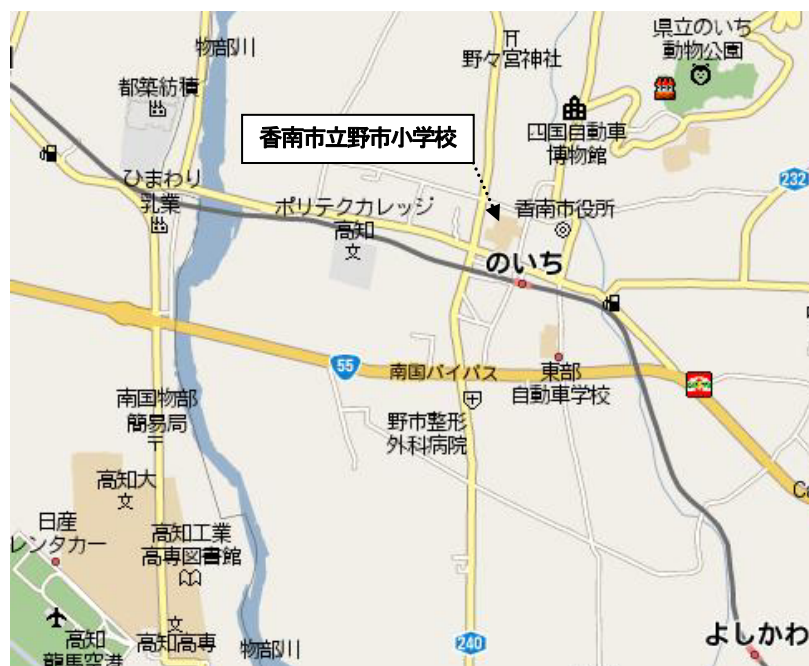 物部川
野々宮神社
県立のいち
動物公園
都築紡積
四国自動車
博物館
香南市立野市小学校
232
ひまわり
乳業
ポリテクカレッジ
高知
文
香南市役所
のいち
55
南国バイパス
東部
自動車学校
南国物部
簡易局
〒
野市整形
外科病院
高知大
文
日産
レンタカー
高知工業
高専図書館
文
高知高専
物部川
240
よしかわ
高知
龍馬空港
Ca